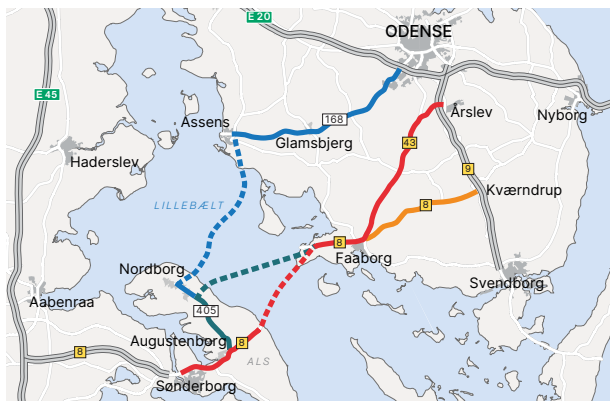 E 20
ODENSE
E 45
Assens
168
Glamsbjerg
43
Årslev
Nyborg
Haderslev
9
LILLEBÆLT
8
Kværndrup
8
Faaborg
Nordborg
Svendborg
Aabenraa
405
Augustenborg
8
8
ALS
Sønderborg